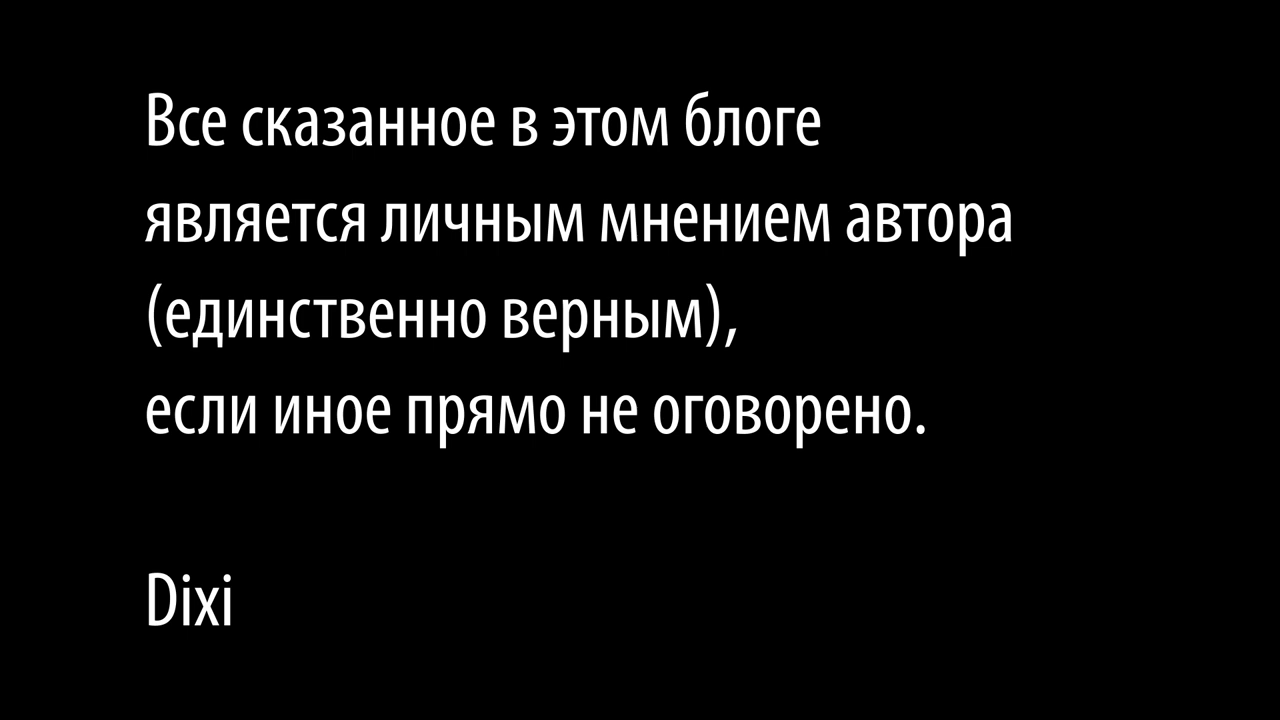 Все сказанное в этом блоге
является личным мнением автора
(единственно верным),
если иное прямо не оговорено.
Dixi